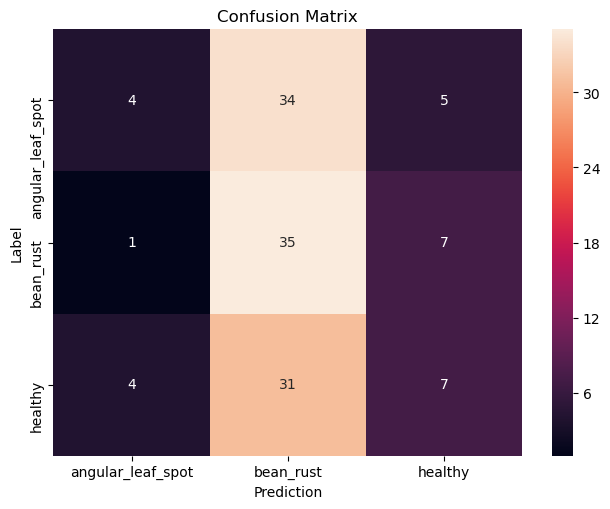 Confusion Matrix
Label
angular_leaf_spot
4 34 5
30
24
bean_rust
1 35 7
18
12
healthy
4 31 7
6
angular_leaf_spot bean_rust healthy
Prediction